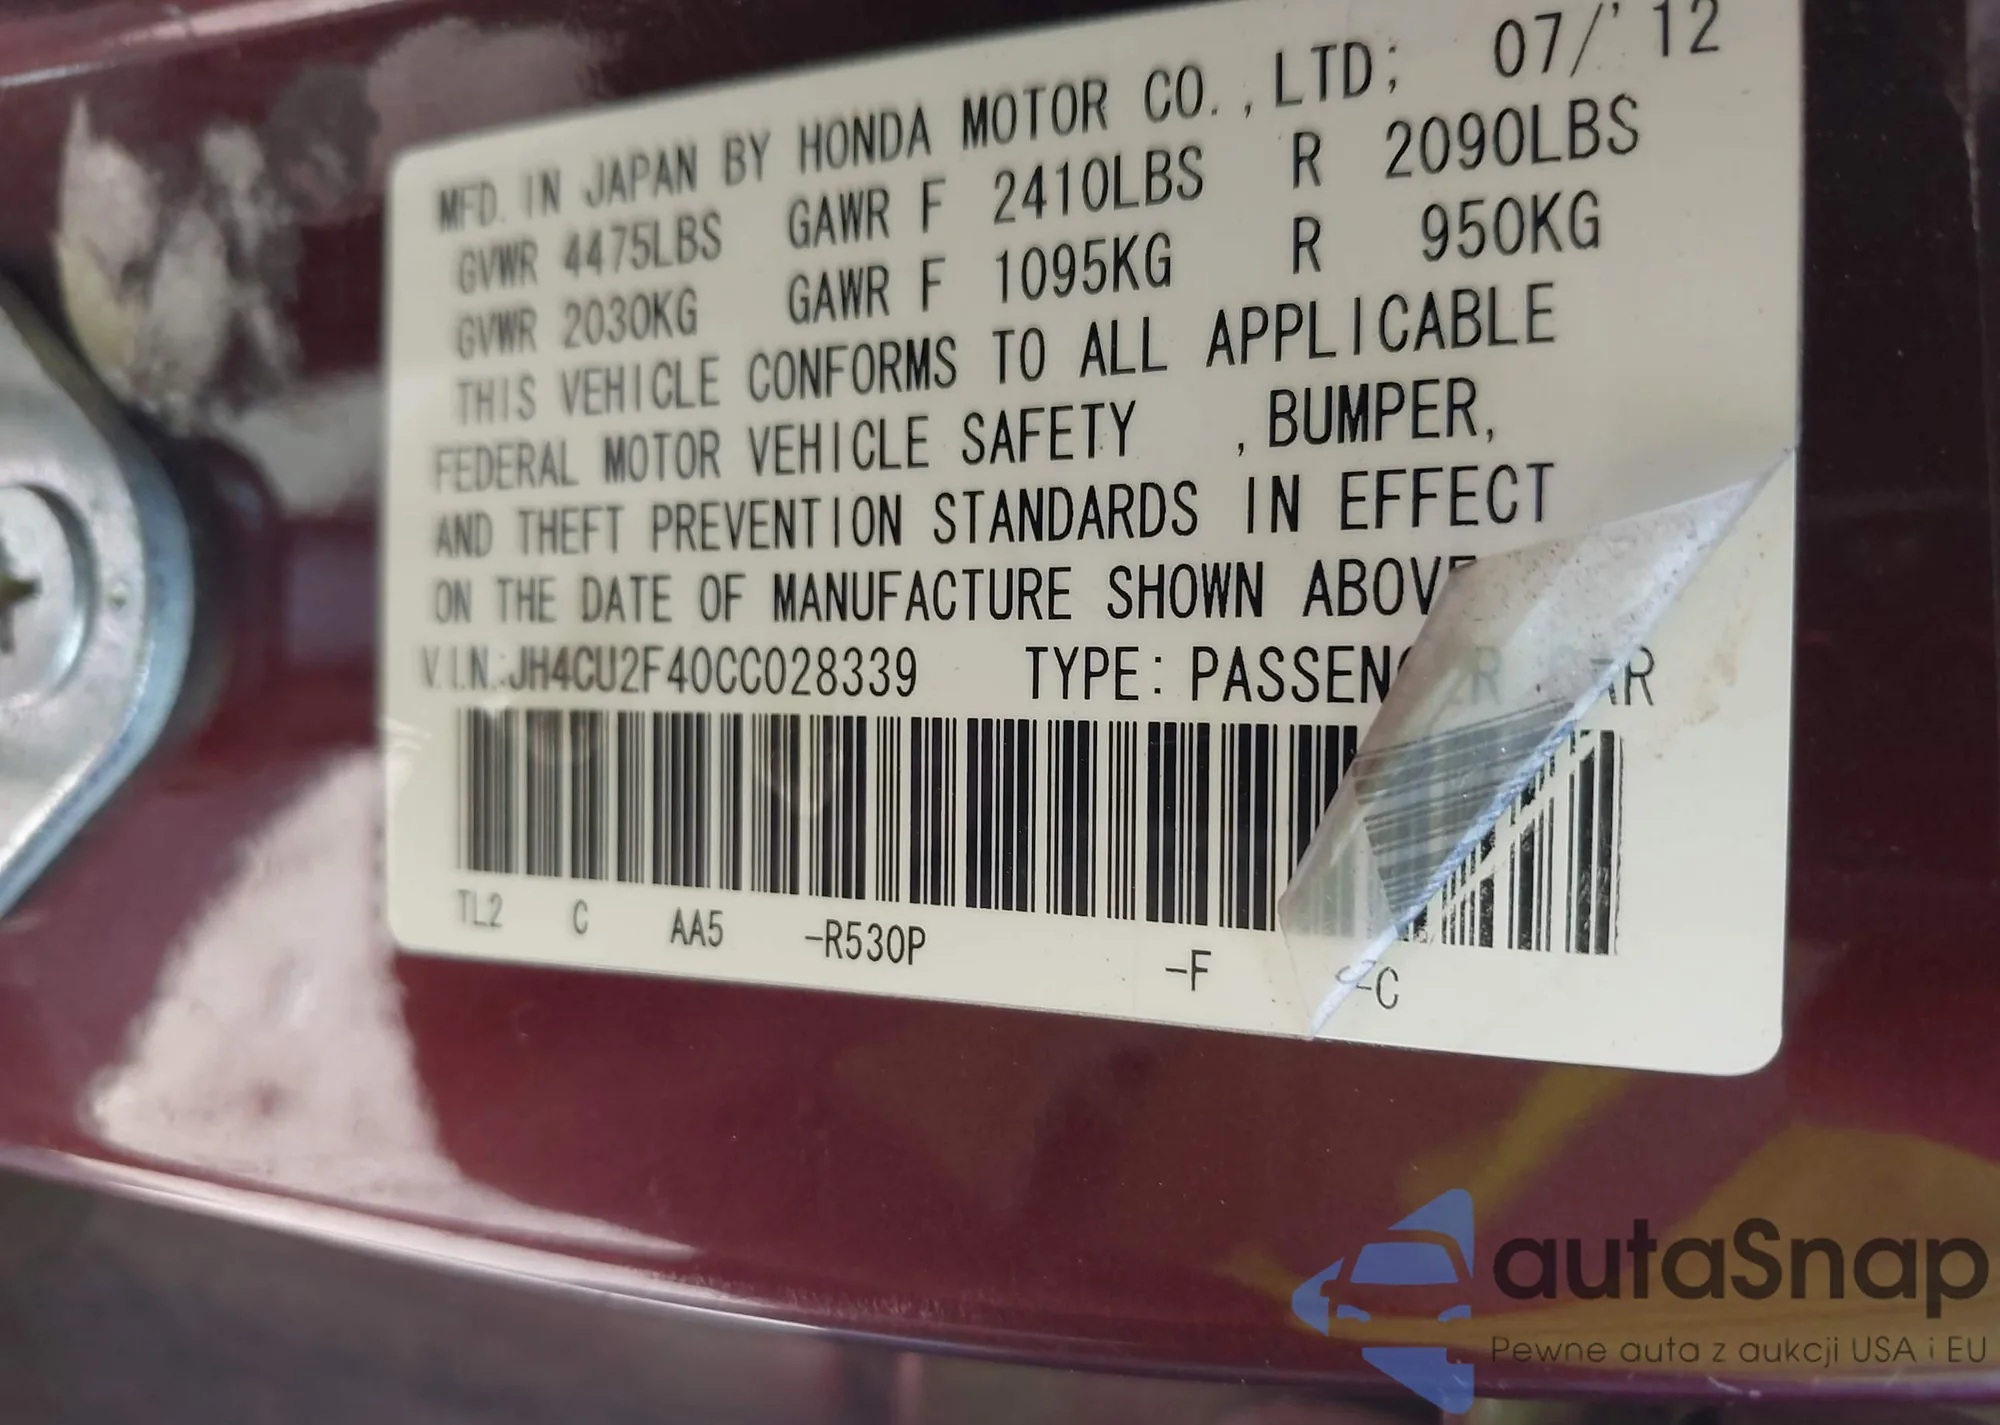 MFD. IN JAPAN BY HONDA MOTOR CO.,LTD; 07/'12
GVWR 4475LBS GAWR F 2410LBS R 2090LBS
GVWR 2030KG GAWR F 1095KG R 950KG
THIS VEHICLE CONFORMS TO ALL APPLICABLE
FEDERAL MOTOR VEHICLE SAFETY , BUMPER,
AND THEFT PREVENTION STANDARDS IN EFFECT
ON THE DATE OF MANUFACTURE SHOWN ABOVE
V.I.N.:JH4CU2F40CC028339 TYPE: PASSENGER CAR
TL2 C AA5 -R530P -F -C
autaSnap
Pewne auta z aukcji USA i EU